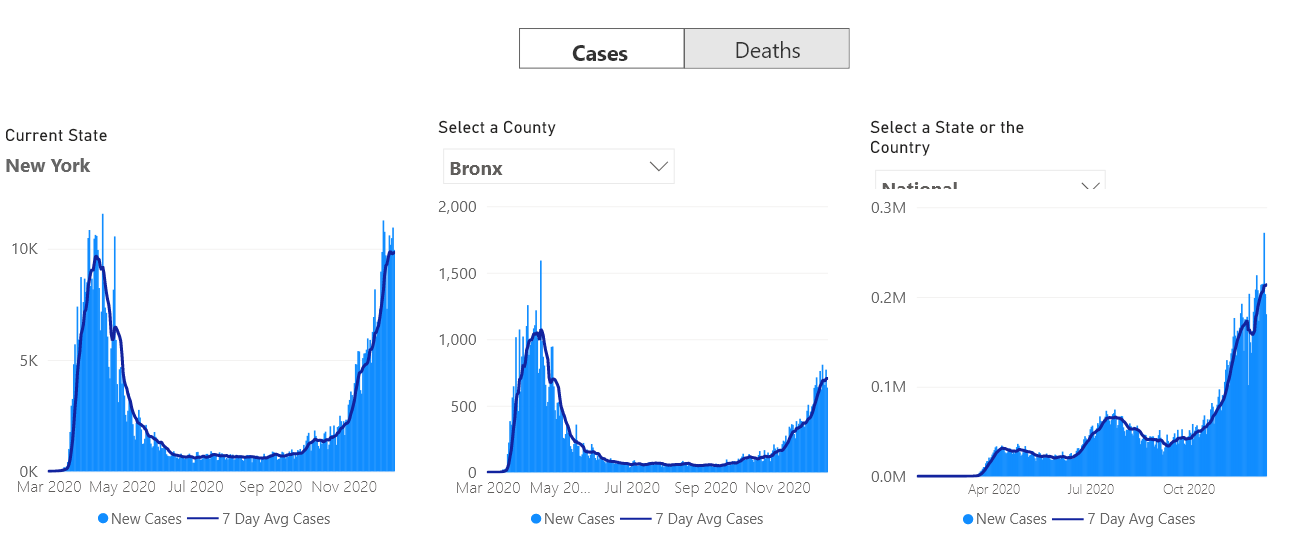 Cases
Deaths
Current State
New York
Select a County
Bronx
Select a State or the
Country
National
10K
5K
0K
Mar 2020 May 2020 Jul 2020 Sep 2020 Nov 2020
New Cases 7 Day Avg Cases
2,000
1,500
1,000
500
0
Mar 2020 May 20... Jul 2020 Sep 2020 Nov 2020
New Cases 7 Day Avg Cases
0.3M
0.2M
0.1M
0.0M
Apr 2020 Jul 2020 Oct 2020
New Cases 7 Day Avg Cases